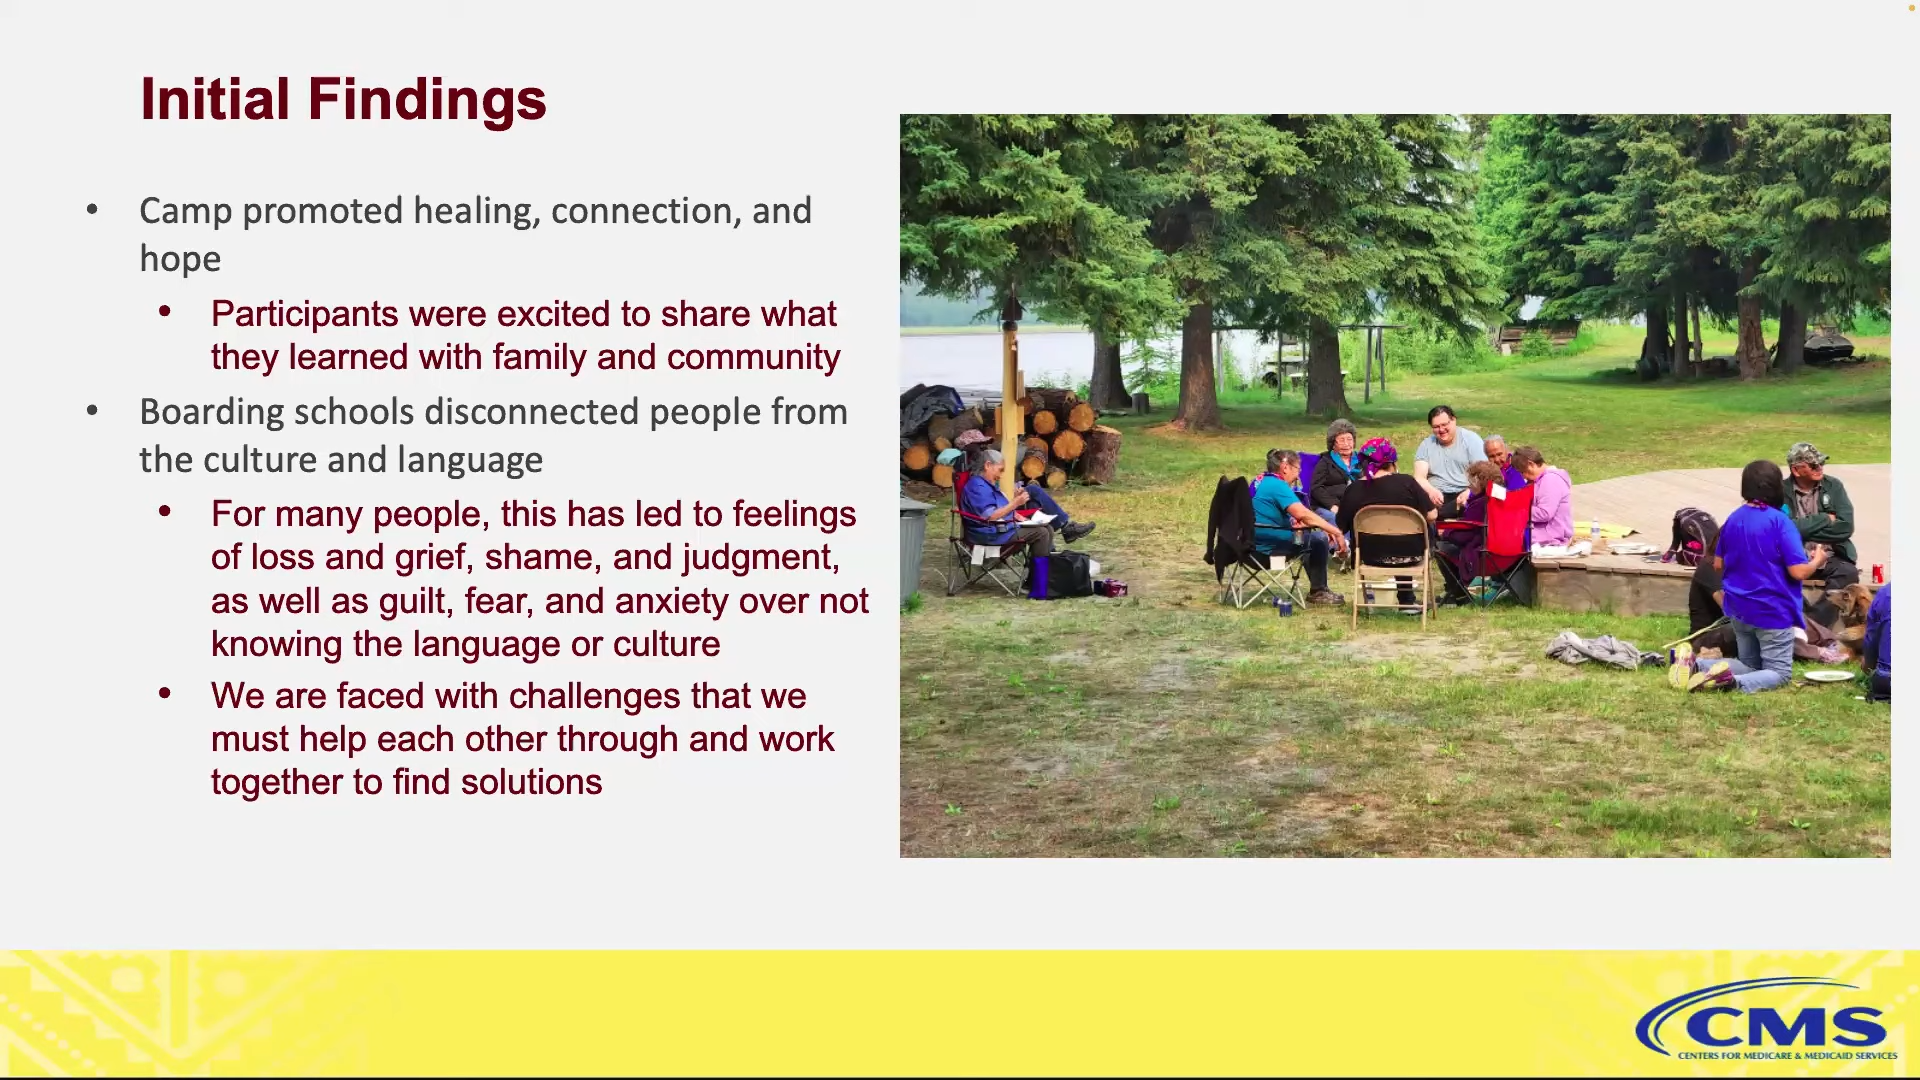 Initial Findings
• Camp promoted healing, connection, and
hope
• Participants were excited to share what
they learned with family and community
• Boarding schools disconnected people from
the culture and language
• For many people, this has led to feelings
of loss and grief, shame, and judgment,
as well as guilt, fear, and anxiety over not
knowing the language or culture
• We are faced with challenges that we
must help each other through and work
together to find solutions
CMS
CENTERS FOR MEDICARE & MEDICAID SERVICES